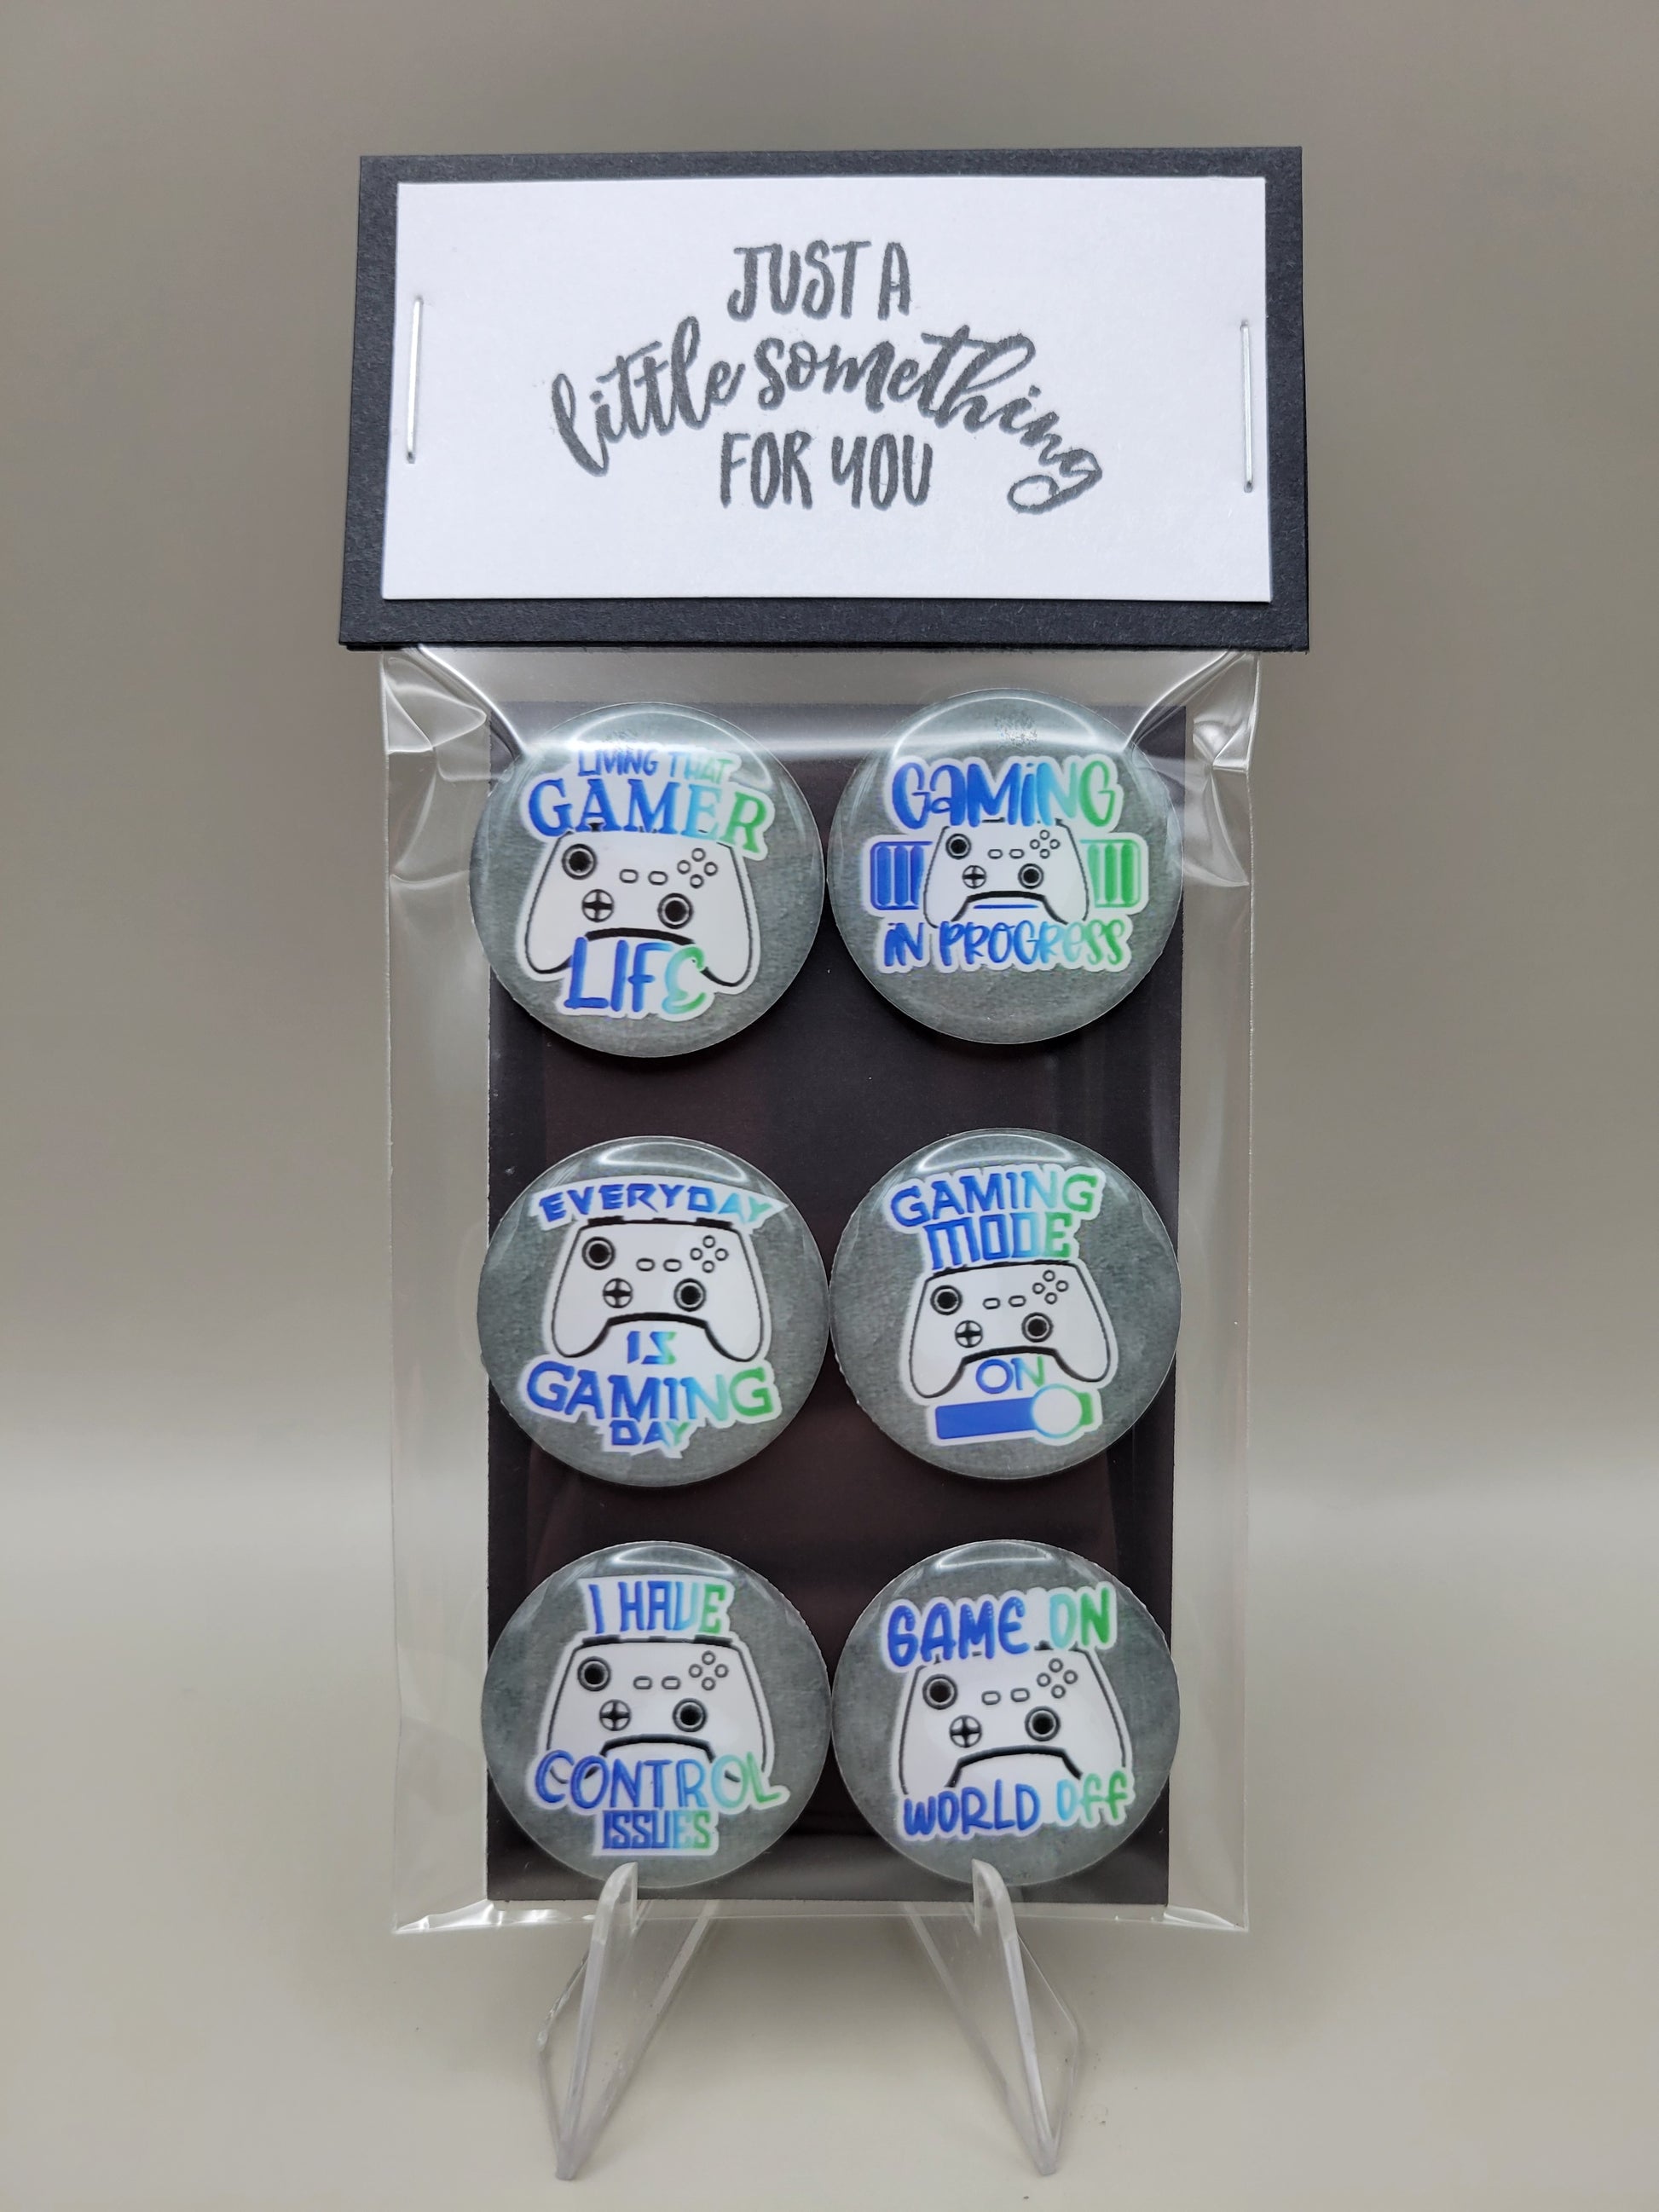 JUST A
little something
FOR YOU
LIVING THAT
GAMER
LIFE
GAMING
IN PROGRESS
EVERYDAY
IS
GAMING
DAY
GAMING
MODE
ON
I HAVE
CONTROL
ISSUES
GAME ON
WORLD OFF